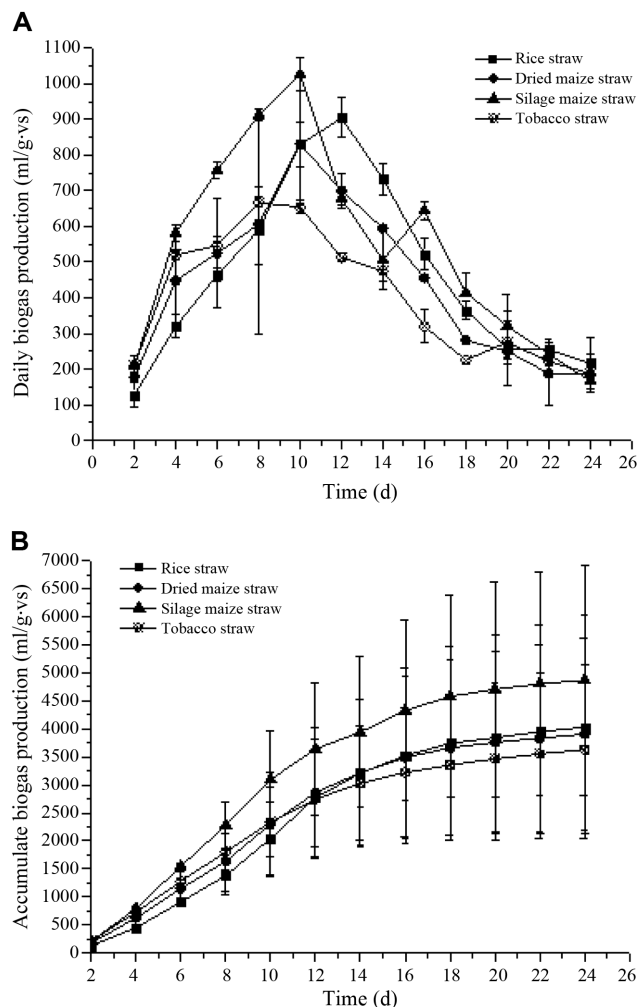 A
Daily biogas production (ml/g·vs)
1100
1000
900
800
700
600
500
400
300
200
100
0
Rice straw
Dried maize straw
Silage maize straw
Tobacco straw
0 2 4 6 8 10 12 14 16 18 20 22 24 26
Time (d)
B
Accumulate biogas production (ml/g·vs)
7000
6500
6000
5500
5000
4500
4000
3500
3000
2500
2000
1500
1000
500
0
Rice straw
Dried maize straw
Silage maize straw
Tobacco straw
2 4 6 8 10 12 14 16 18 20 22 24 26
Time (d)